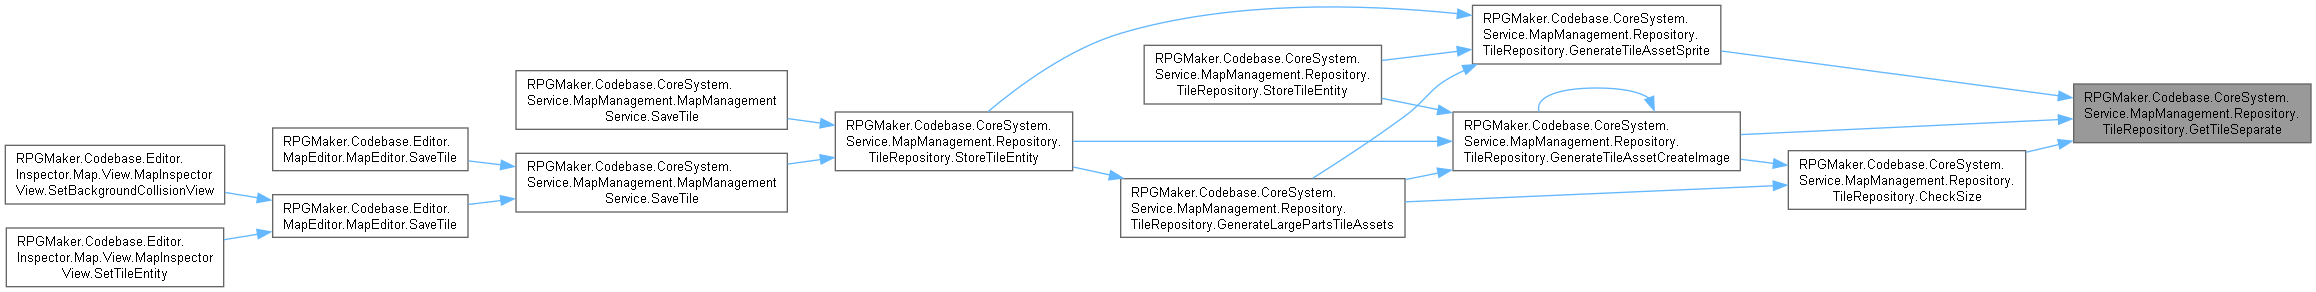 RPGMaker.Codebase.Editor.
Inspector.Map.View.MapInspector
View.SetBackgroundCollisionView
RPGMaker.Codebase.Editor.
Inspector.Map.View.MapInspector
View.SetTileEntity
RPGMaker.Codebase.Editor.
MapEditor.MapEditor.SaveTile
RPGMaker.Codebase.Editor.
MapEditor.MapEditor.SaveTile
RPGMaker.Codebase.CoreSystem.
Service.MapManagement.MapManagement
Service.SaveTile
RPGMaker.Codebase.CoreSystem.
Service.MapManagement.MapManagement
Service.SaveTile
RPGMaker.Codebase.CoreSystem.
Service.MapManagement.Repository.
TileRepository.StoreTileEntity
RPGMaker.Codebase.CoreSystem.
Service.MapManagement.Repository.
TileRepository.StoreTileEntity
RPGMaker.Codebase.CoreSystem.
Service.MapManagement.Repository.
TileRepository.GenerateLargePartsTileAssets
RPGMaker.Codebase.CoreSystem.
Service.MapManagement.Repository.
TileRepository.GenerateTileAssetSprite
RPGMaker.Codebase.CoreSystem.
Service.MapManagement.Repository.
TileRepository.GenerateTileAssetCreateImage
RPGMaker.Codebase.CoreSystem.
Service.MapManagement.Repository.
TileRepository.CheckSize
RPGMaker.Codebase.CoreSystem.
Service.MapManagement.Repository.
TileRepository.GetTileSeparate